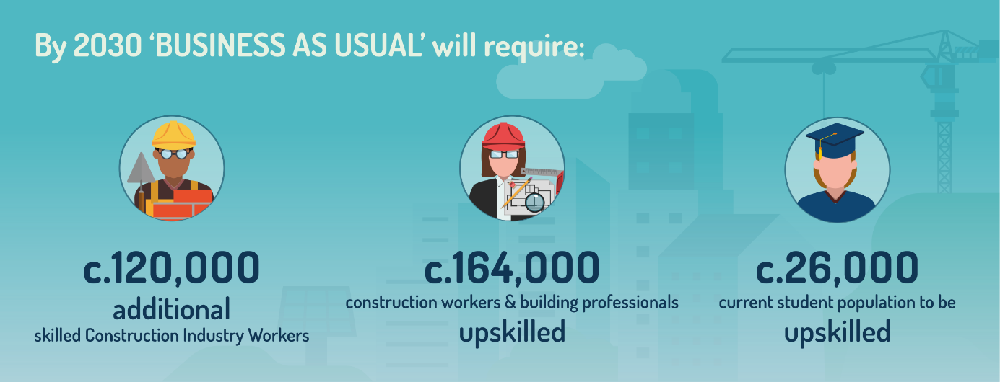 By 2030 ‘BUSINESS AS USUAL’ will require:
c.120,000
additional
skilled Construction Industry Workers
c.164,000
construction workers & building professionals
upskilled
c.26,000
current student population to be
upskilled